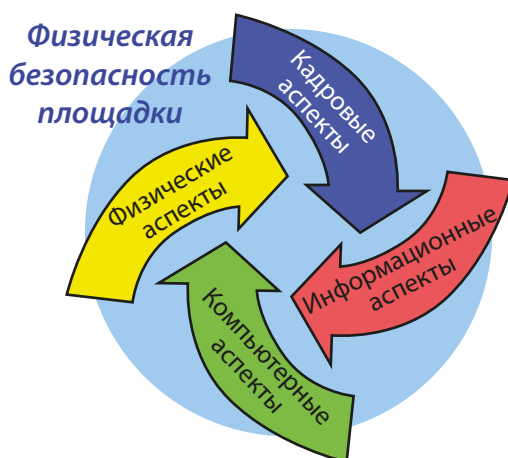 Физическая
безопасность
площадки
Кадровые
аспекты
Физические
аспекты
Информационные
аспекты
Компьютерные
аспекты